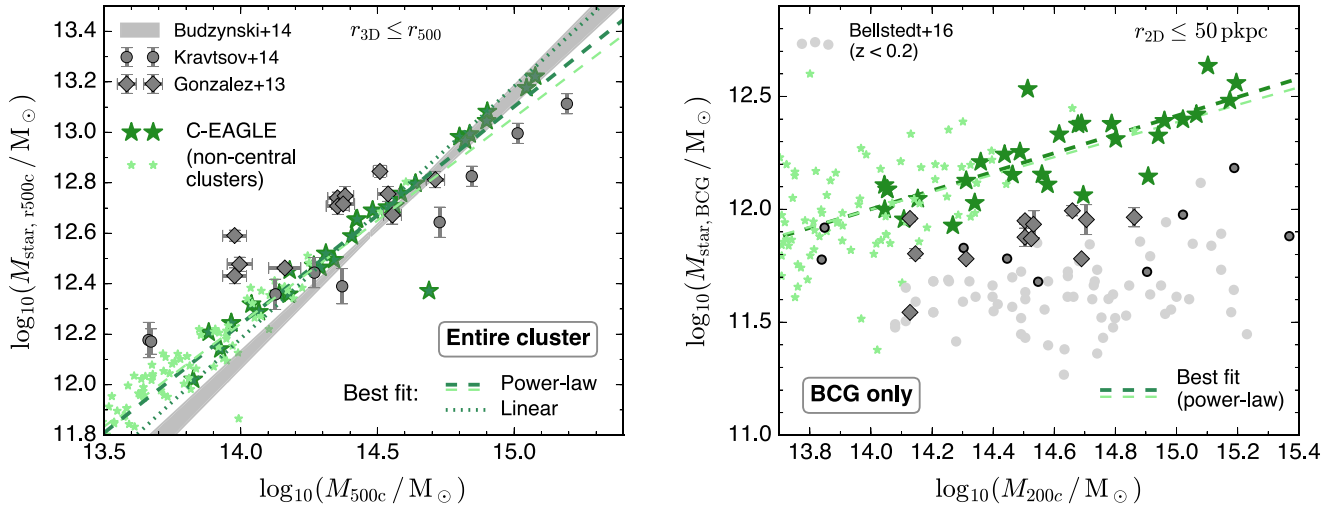 Budzynski+14
Kravtsov+14
Gonzalez+13
C-EAGLE
(non-central
clusters)
r3D ≤ r500
Entire cluster
Best fit:
Power-law
Linear
log10(Mstar, r500c / M⊙)
13.4
13.2
13.0
12.8
12.6
12.4
12.2
12.0
11.8
13.5
14.0
14.5
15.0
log10(M500c / M⊙)
Bellstedt+16
(z < 0.2)
r2D ≤ 50 pkpc
BCG only
Best fit
(power-law)
log10(Mstar, BCG / M⊙)
13.0
12.5
12.0
11.5
11.0
13.8
14.0
14.2
14.4
14.6
14.8
15.0
15.2
15.4
log10(M200c / M⊙)